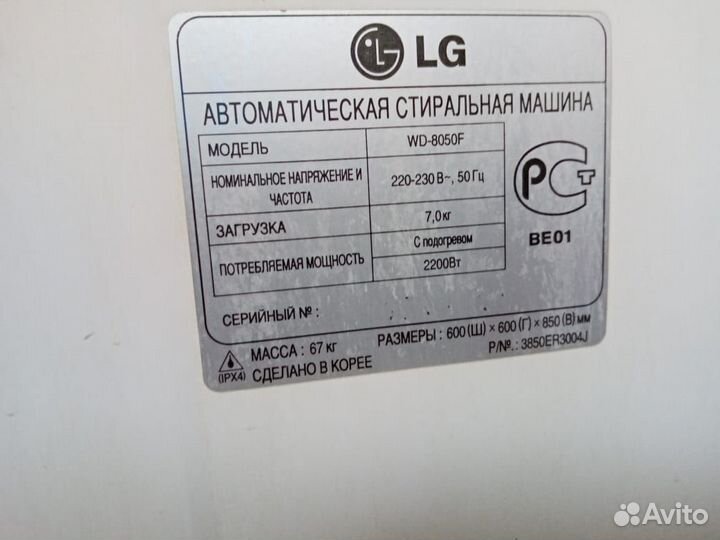 LG
АВТОМАТИЧЕСКАЯ СТИРАЛЬНАЯ МАШИНА
МОДЕЛЬ WD-8050F
НОМИНАЛЬНОЕ НАПРЯЖЕНИЕ И
ЧАСТОТА
220-230 В~, 50 Гц
ЗАГРУЗКА 7,0 кг
ПОТРЕБЛЯЕМАЯ МОЩНОСТЬ
С подогревом
2200Вт
РСТ
BE01
СЕРИЙНЫЙ № :
МАССА : 67 кг РАЗМЕРЫ : 600 (Ш) × 600 (Г) × 850 (В) мм
(IPX4) СДЕЛАНО В КОРЕЕ P/№.: 3850ER3004J
Avito